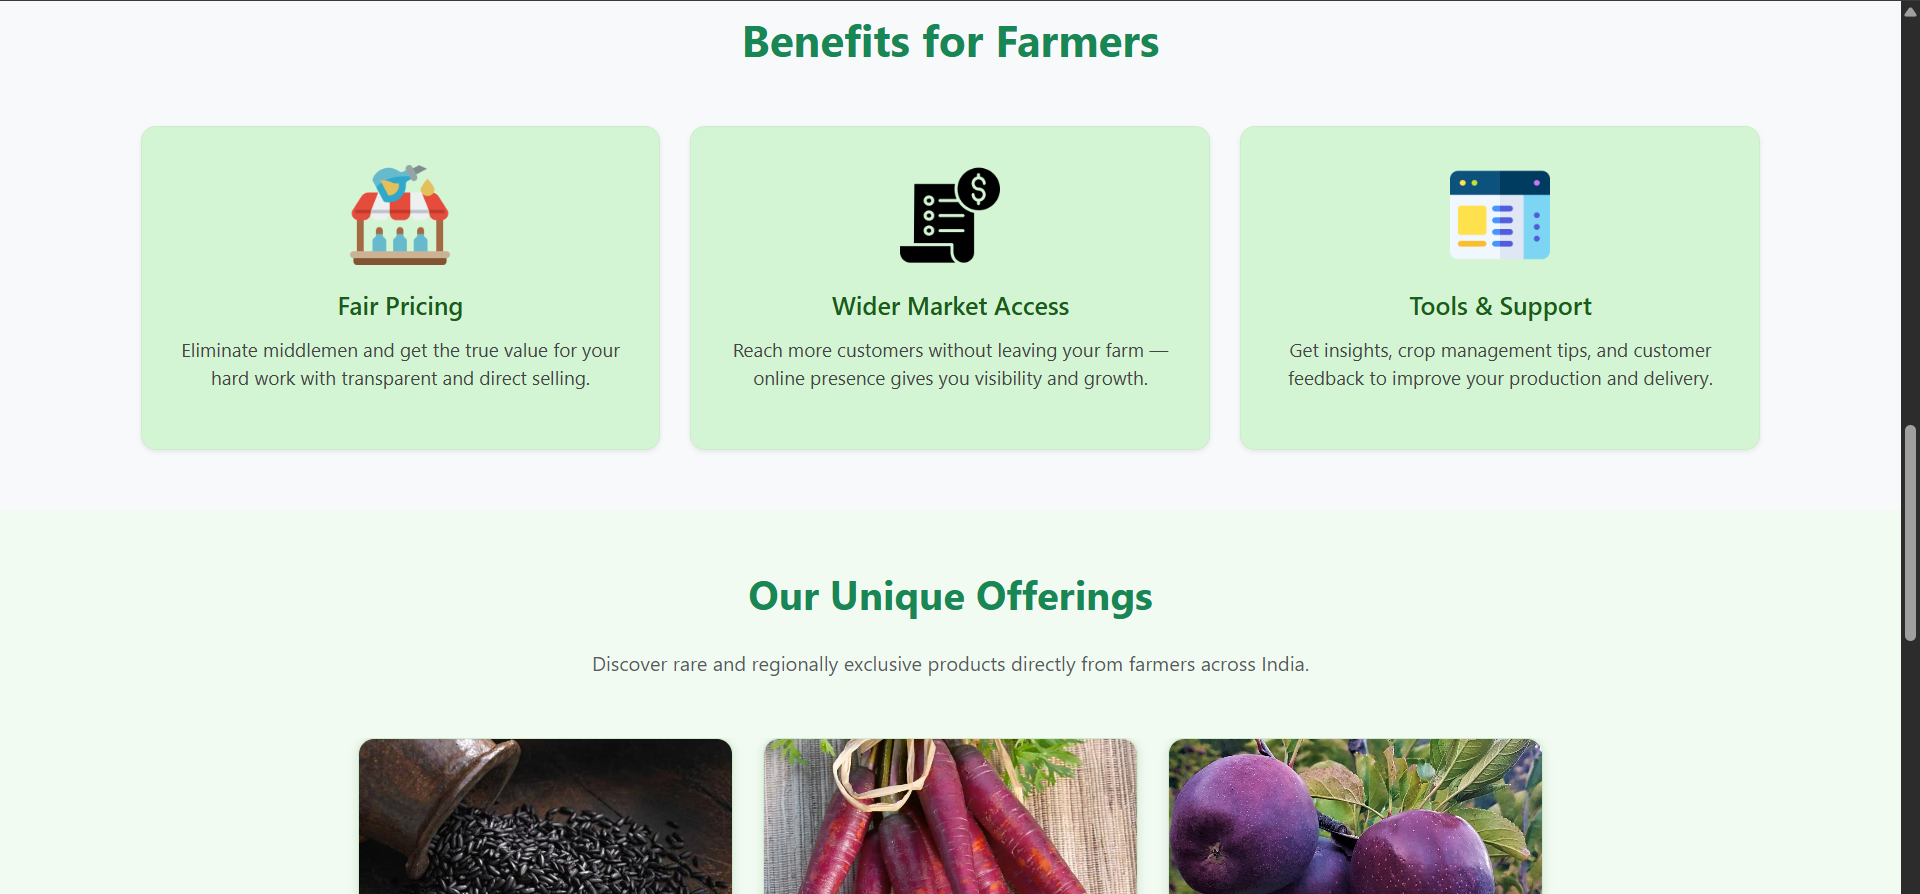 Benefits for Farmers
$
Fair Pricing
Eliminate middlemen and get the true value for your
hard work with transparent and direct selling.
Wider Market Access
Reach more customers without leaving your farm —
online presence gives you visibility and growth.
Tools & Support
Get insights, crop management tips, and customer
feedback to improve your production and delivery.
Our Unique Offerings
Discover rare and regionally exclusive products directly from farmers across India.